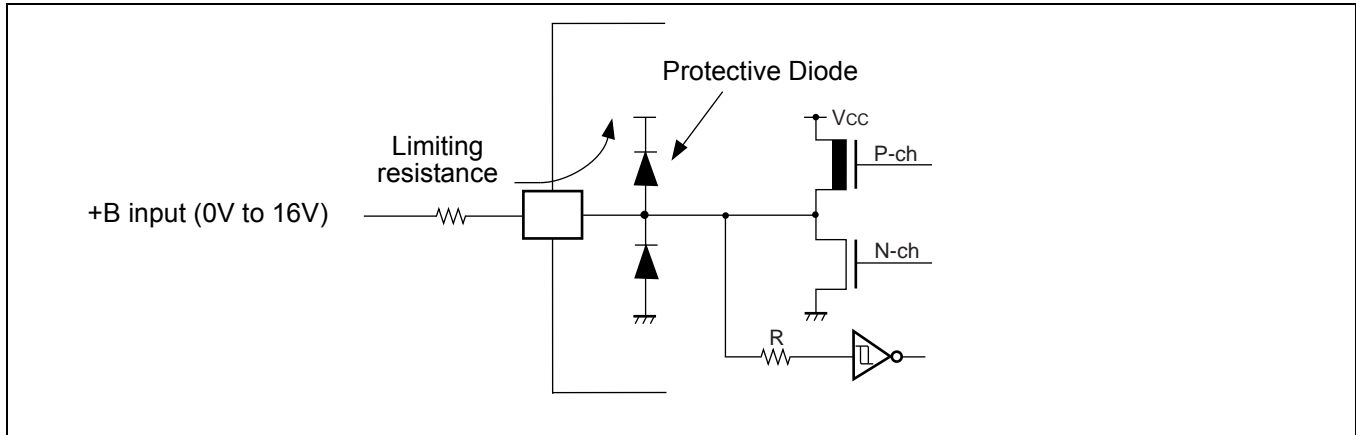 Protective Diode
VCC
P-ch
Limiting
resistance
+B input (0V to 16V)
N-ch
R